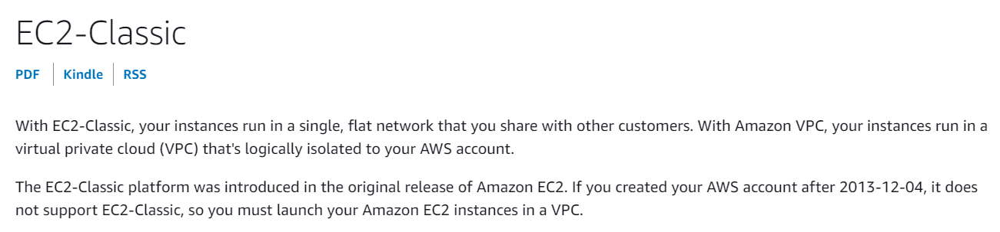 EC2-Classic
PDF
Kindle
RSS
With EC2-Classic, your instances run in a single, flat network that you share with other customers. With Amazon VPC, your instances run in a
virtual private cloud (VPC) that's logically isolated to your AWS account.
The EC2-Classic platform was introduced in the original release of Amazon EC2. If you created your AWS account after 2013-12-04, it does
not support EC2-Classic, so you must launch your Amazon EC2 instances in a VPC.